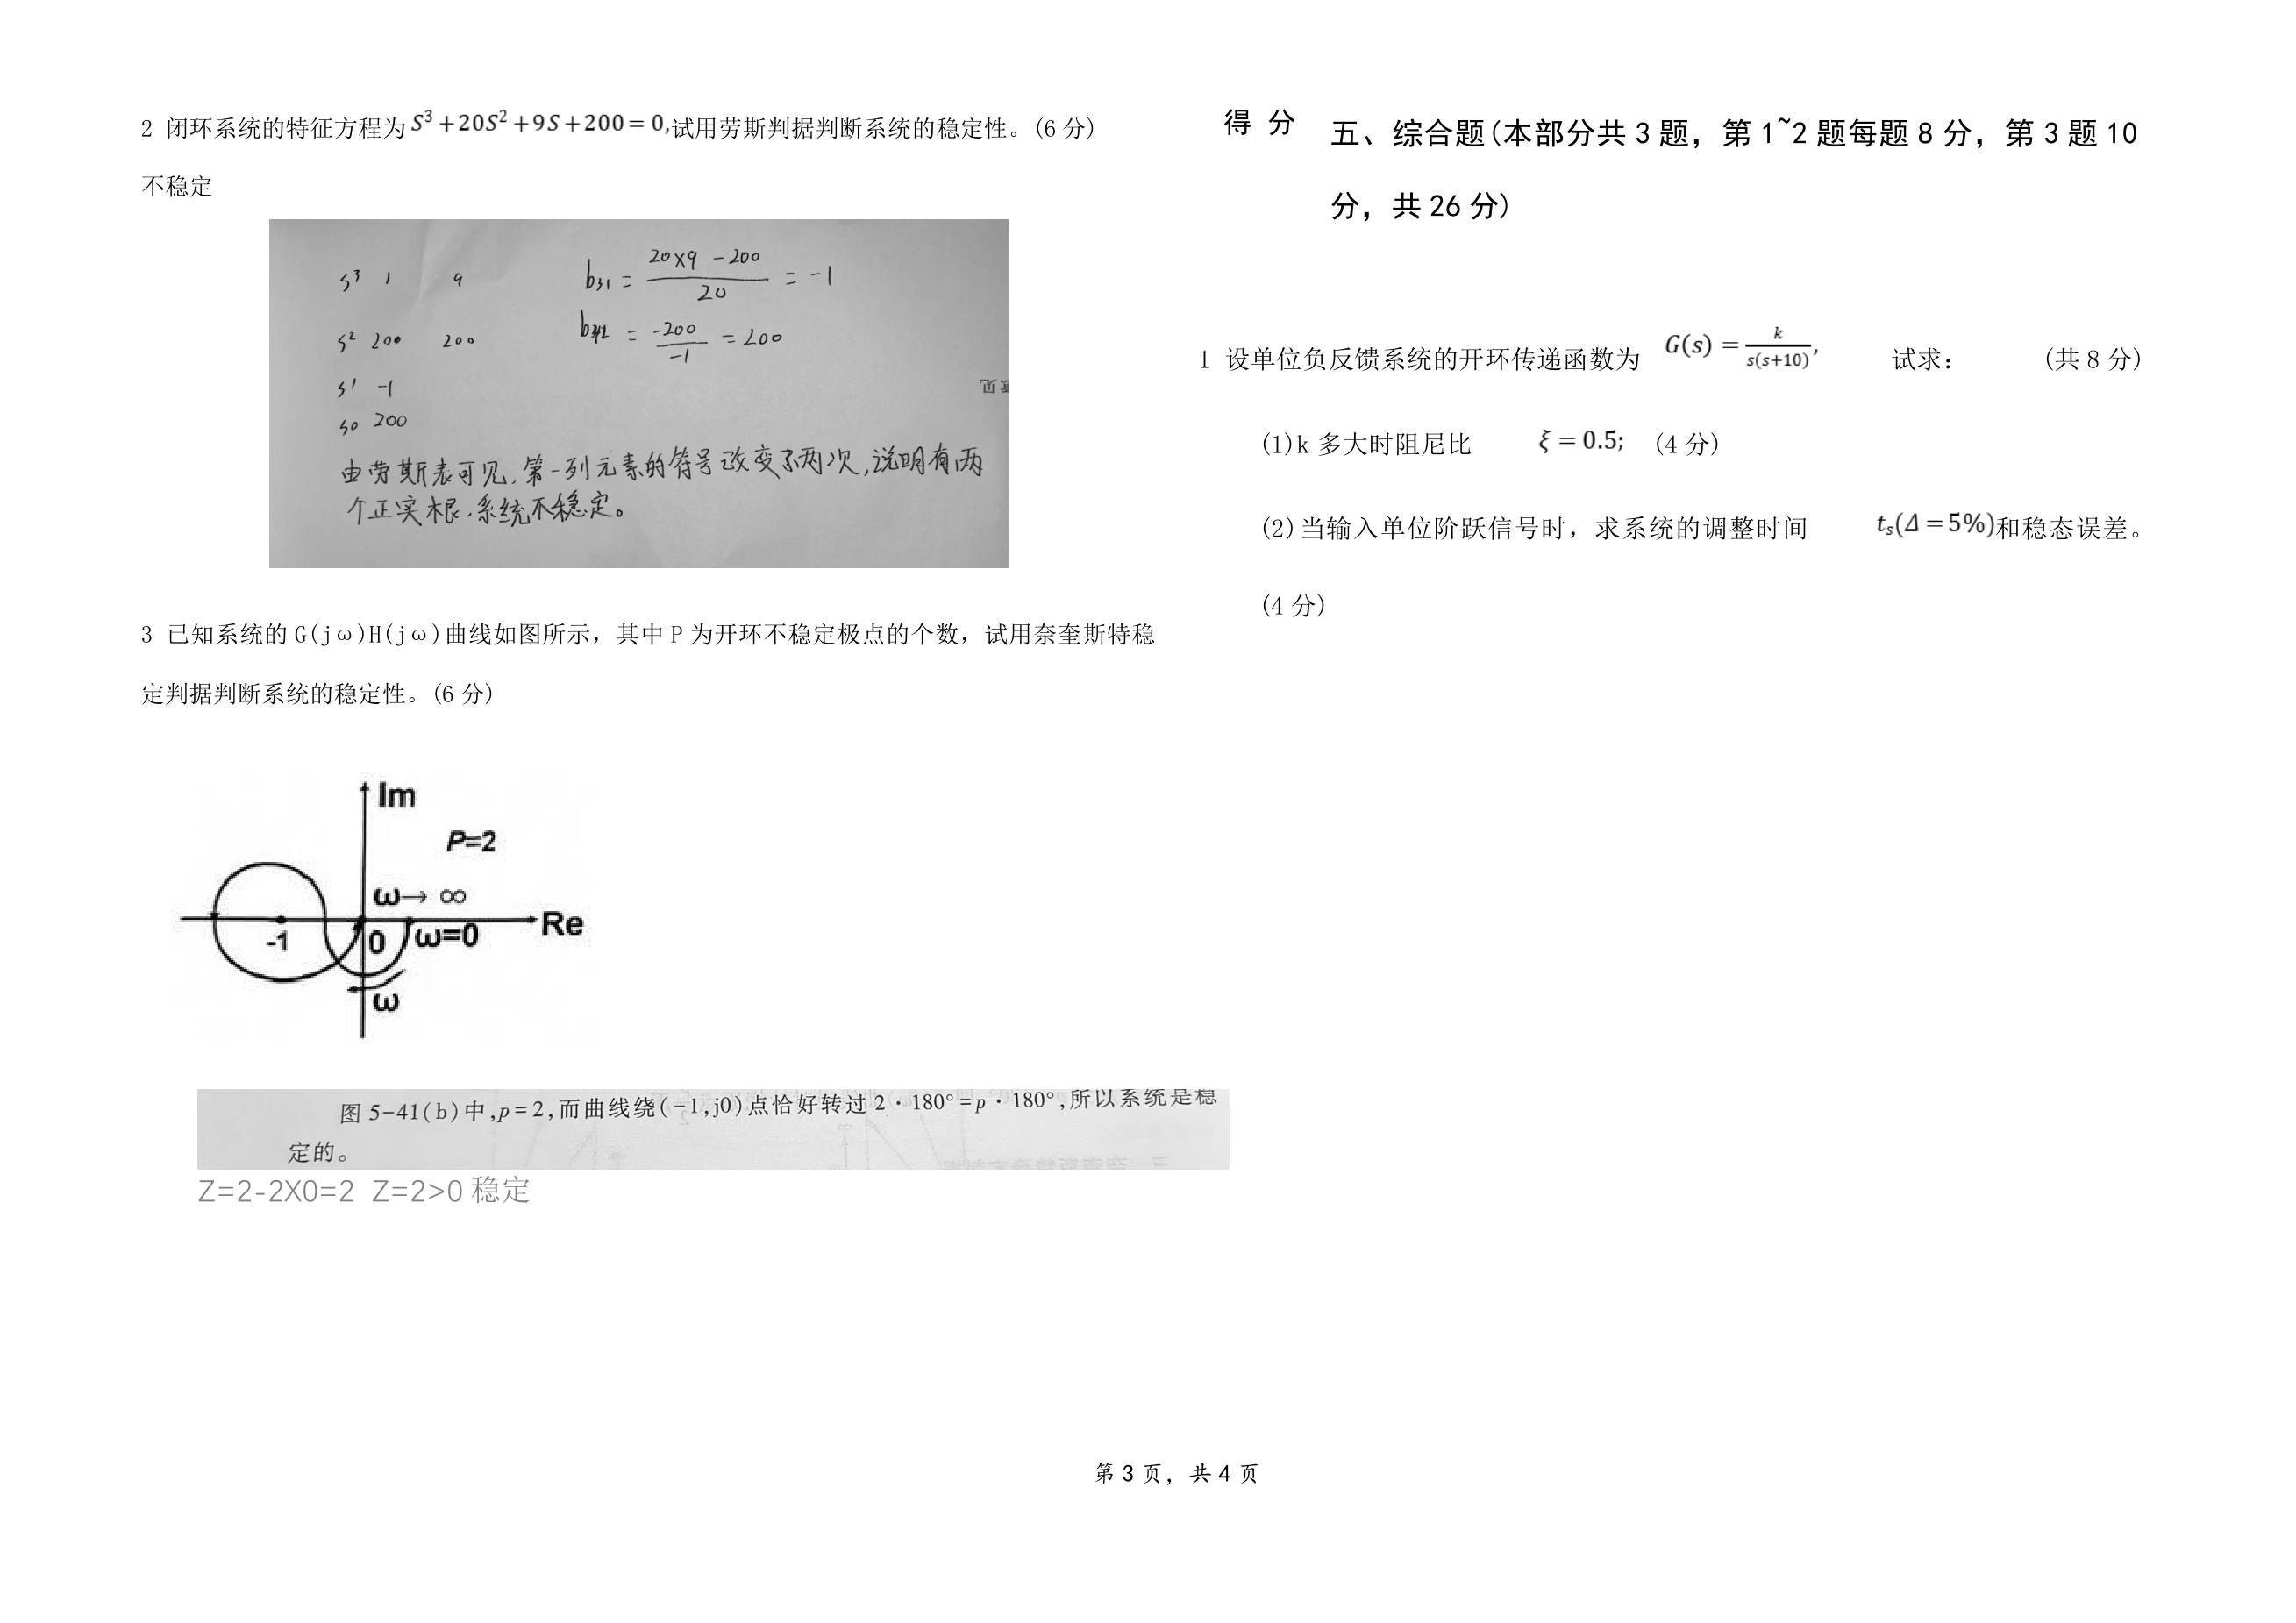 2 闭环系统的特征方程为 S³+20S²+9S+200=0,试用劳斯判据判断系统的稳定性。(6 分)
不稳定
s³ 1 9 b₃₁ = (20×9 -200)/20 = -1
s² 200 200 b₄₂ = -200/-1 = 200
s¹ -1
s0 200
由劳斯表可见,第一列元素的符号改变了两次,说明有两
个正实根,系统不稳定。
3 已知系统的 G(jω)H(jω)曲线如图所示，其中 P 为开环不稳定极点的个数，试用奈奎斯特稳
定判据判断系统的稳定性。(6 分)
Im
P=2
ω→ ∞
-1 0 ω=0 Re
ω
图 5-41(b)中,p=2,而曲线绕(-1,j0)点恰好转过 2·180°=p·180°,所以系统是稳
定的。
Z=2-2X0=2 Z=2>0 稳定
得 分 五、综合题(本部分共 3 题，第 1~2 题每题 8 分，第 3 题 10
分，共 26 分)
1 设单位负反馈系统的开环传递函数为 G(s) = k/(s(s+10)), 试求： (共 8 分)
(1)k 多大时阻尼比 ξ = 0.5; (4 分)
(2)当输入单位阶跃信号时，求系统的调整时间 tₛ(Δ = 5%)和稳态误差。
(4 分)
第 3 页，共 4 页